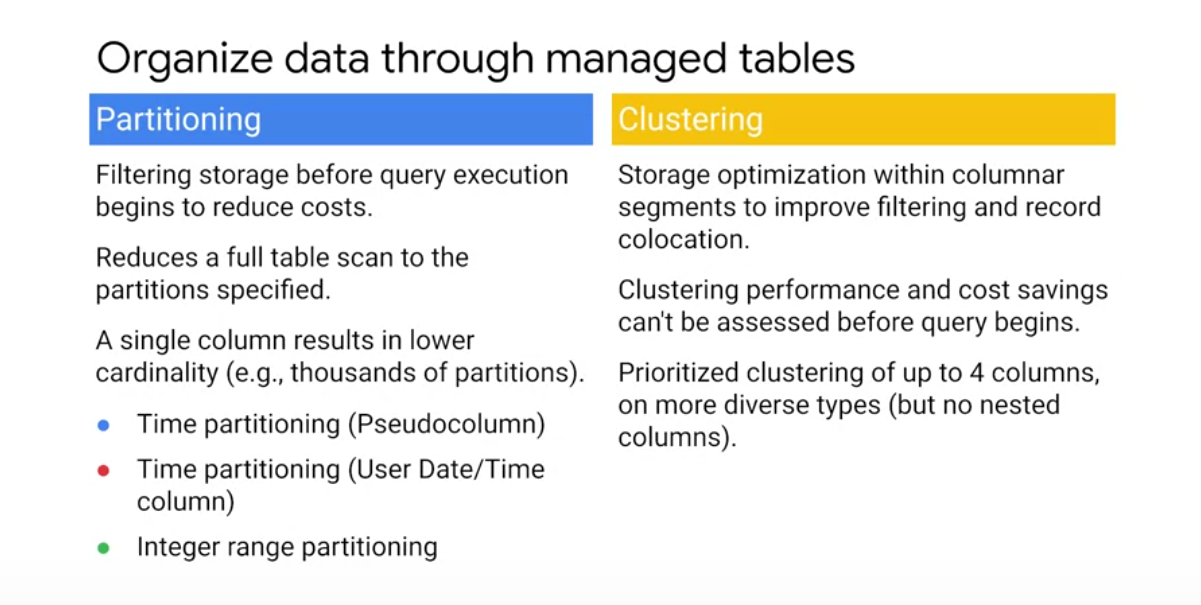 Organize data through managed tables
Partitioning
Filtering storage before query execution
begins to reduce costs.
Reduces a full table scan to the
partitions specified.
A single column results in lower
cardinality (e.g., thousands of partitions).
● Time partitioning (Pseudocolumn)
● Time partitioning (User Date/Time
column)
● Integer range partitioning
Clustering
Storage optimization within columnar
segments to improve filtering and record
colocation.
Clustering performance and cost savings
can't be assessed before query begins.
Prioritized clustering of up to 4 columns,
on more diverse types (but no nested
columns).